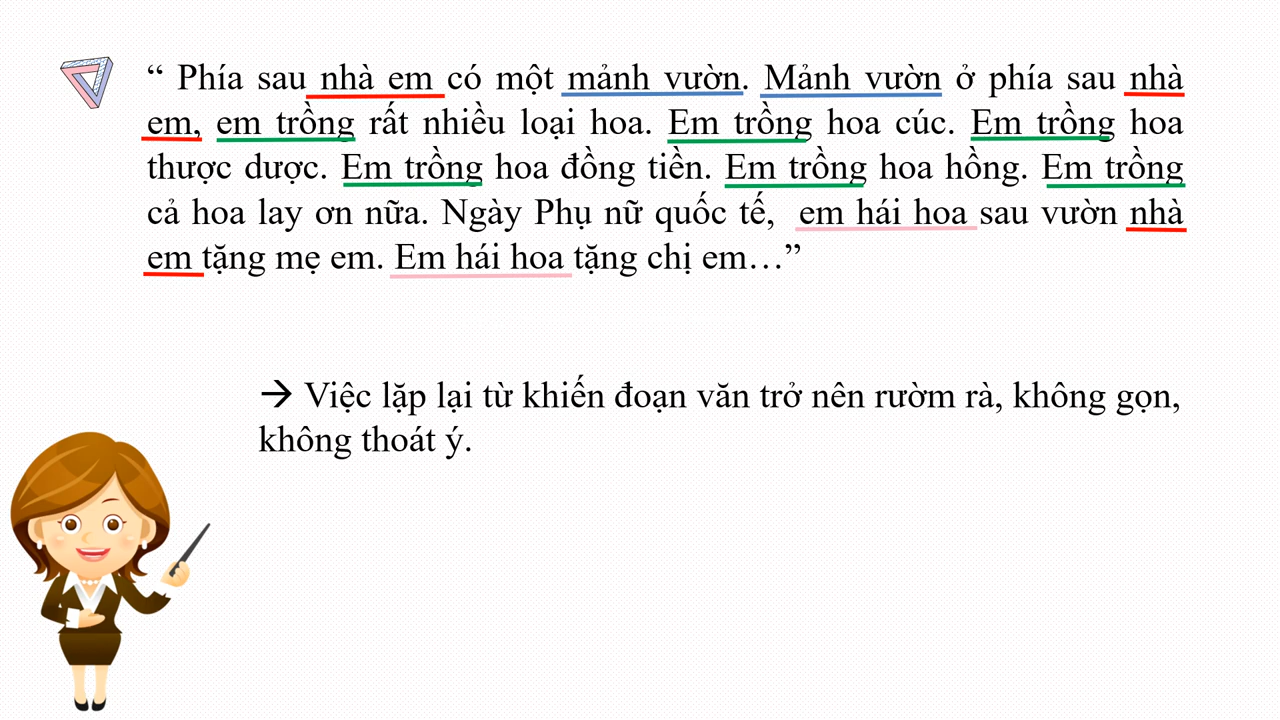 “ Phía sau nhà em có một mảnh vườn. Mảnh vườn ở phía sau nhà
em, em trồng rất nhiều loại hoa. Em trồng hoa cúc. Em trồng hoa
thược dược. Em trồng hoa đồng tiền. Em trồng hoa hồng. Em trồng
cả hoa lay ơn nữa. Ngày Phụ nữ quốc tế, em hái hoa sau vườn nhà
em tặng mẹ em. Em hái hoa tặng chị em…”
→ Việc lặp lại từ khiến đoạn văn trở nên rườm rà, không gọn,
không thoát ý.